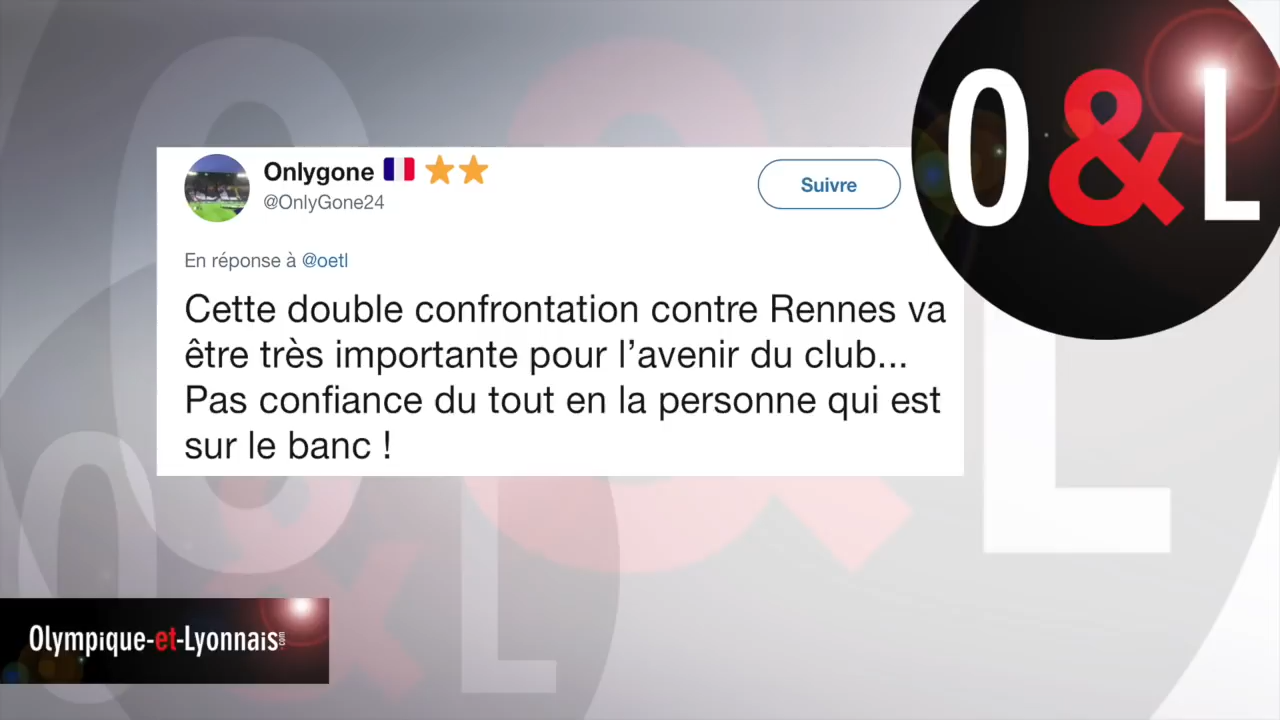 O&L
Onlygone 🇫🇷 ⭐⭐
Suivre
@OnlyGone24
En réponse à @oetl
Cette double confrontation contre Rennes va
être très importante pour l’avenir du club...
Pas confiance du tout en la personne qui est
sur le banc !
O&L
O&L
Olympique-et-Lyonnais.com